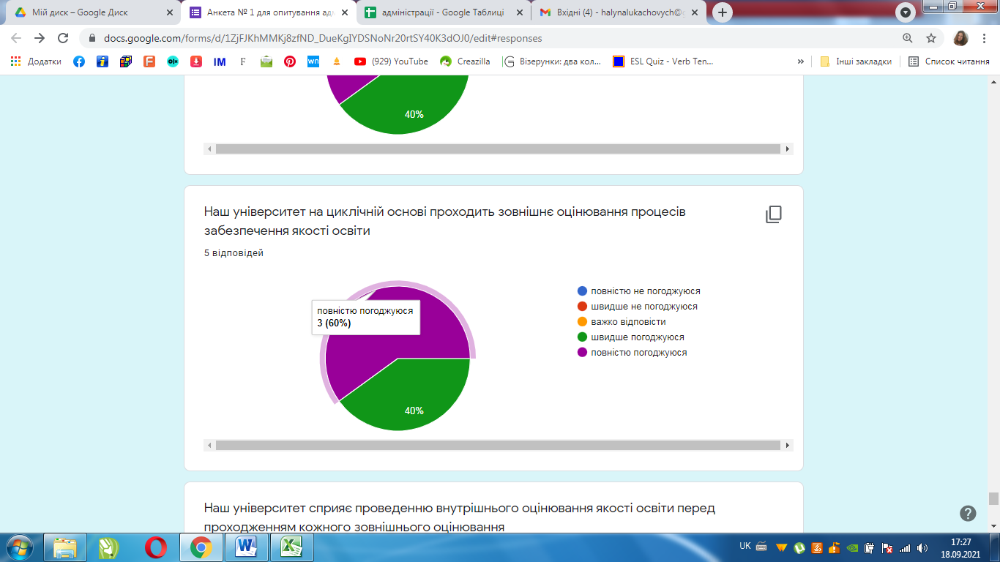 Мій диск – Google Диск
Анкета № 1 для опитування адм
адміністрації - Google Таблиці
Вхідні (4) - halynalukachovych@g
docs.google.com/forms/d/1ZjFJKhMMKj8zfND_DueKgIYDSNoNr20rtSY40K3dOJ0/edit#responses
Додатки
IM
F
wn
(929) YouTube
Creazilla
Візерунки: два кол...
ESL Quiz - Verb Ten...
»
Інші закладки
Список читання
40%
Наш університет на циклічній основі проходить зовнішнє оцінювання процесів
забезпечення якості освіти
5 відповідей
повністю погоджуюся
3 (60%)
40%
повністю не погоджуюся
швидше не погоджуюся
важко відповісти
швидше погоджуюся
повністю погоджуюся
Наш університет сприяє проведенню внутрішнього оцінювання якості освіти перед
проходженням кожного зовнішнього оцінювання
UK
17:27
18.09.2021